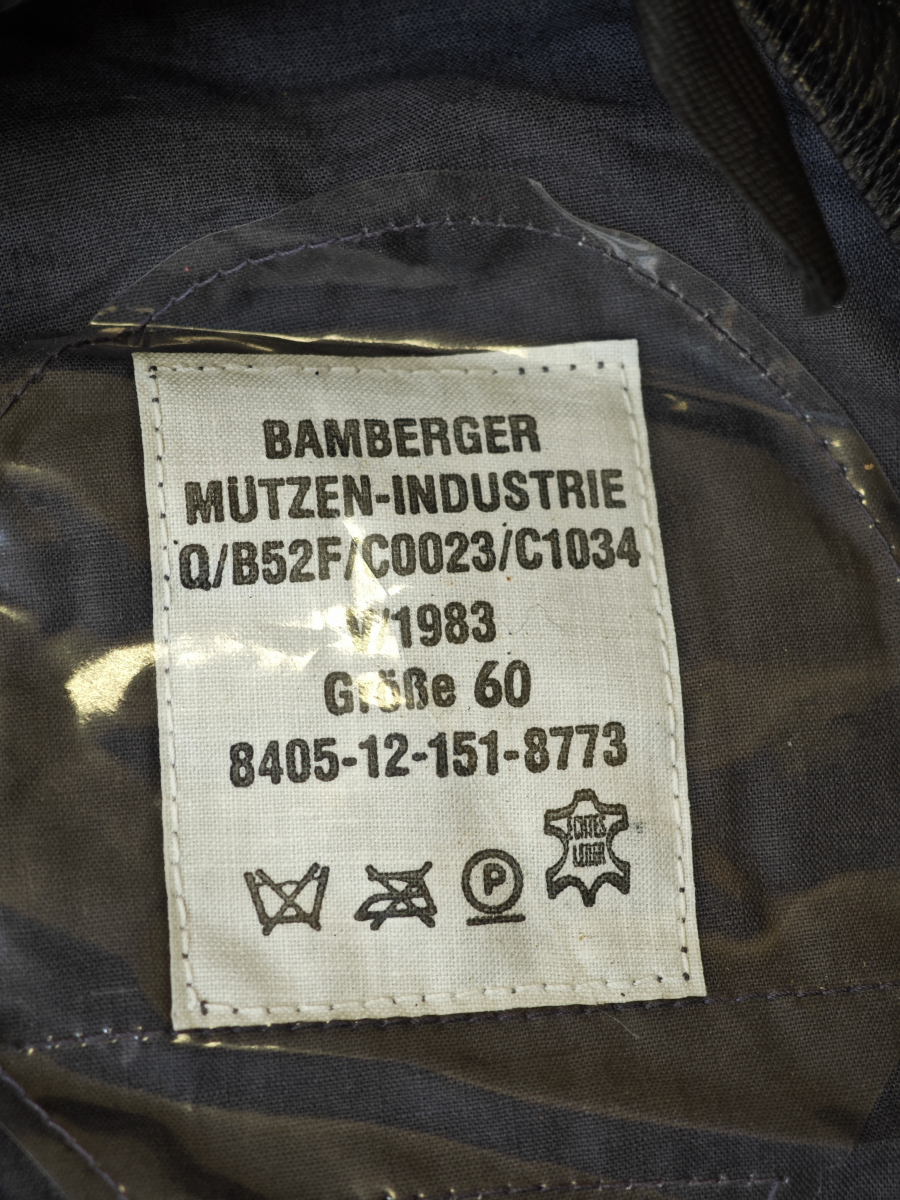 BAMBERGER
MÜTZEN-INDUSTRIE
Q/B52F/C0023/C1034
V/1983
Größe 60
8405-12-151-8773
ECHTES
LEDER
P